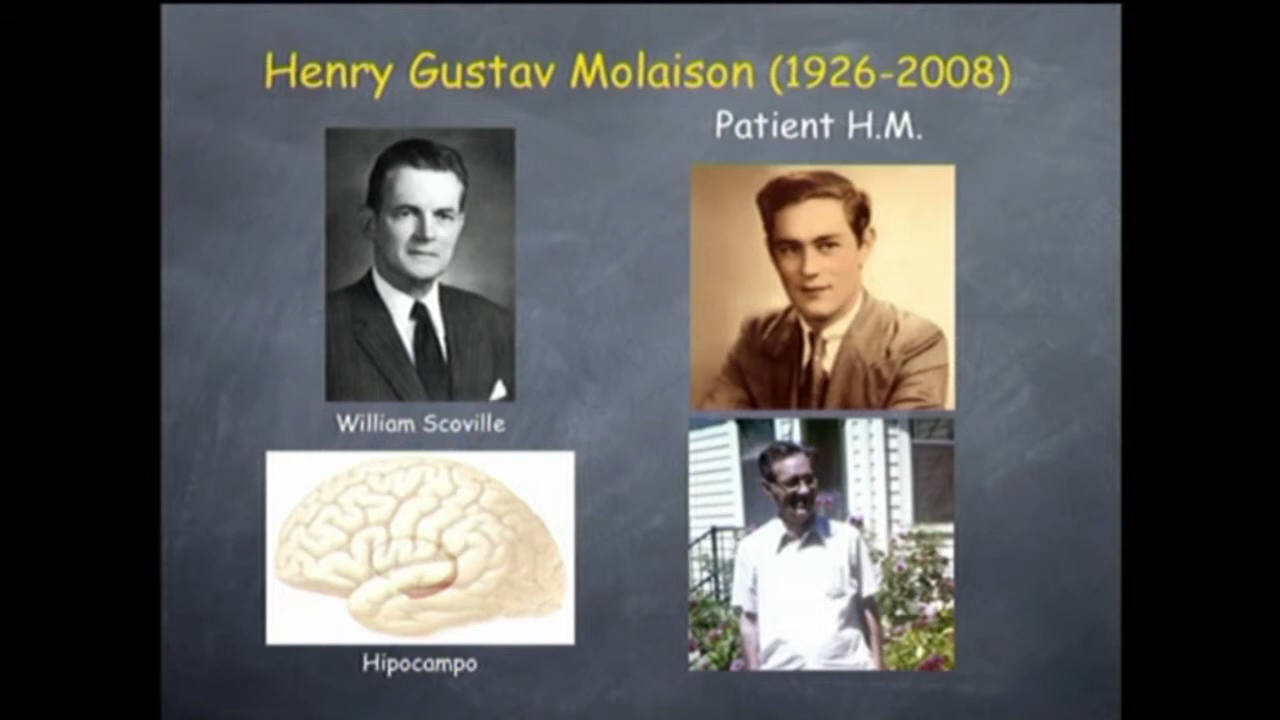 Henry Gustav Molaison (1926-2008)
Patient H.M.
William Scoville
Hipocampo